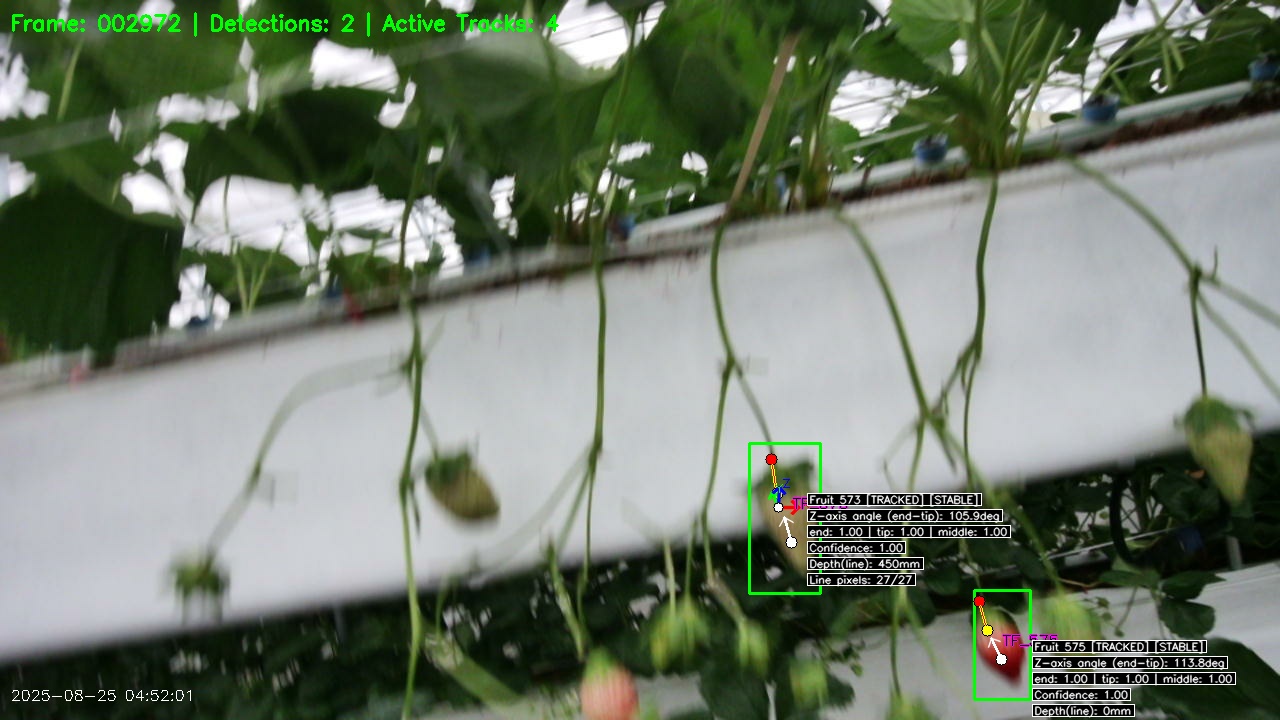 Frame: 002972 | Detections: 2 | Active Tracks: 4
Z
Fruit 573 [TRACKED] [STABLE]
Z-axis angle (end-tip): 105.9deg
end: 1.00 | tip: 1.00 | middle: 1.00
Confidence: 1.00
Depth(line): 450mm
Line pixels: 27/27
Fruit 575 [TRACKED] [STABLE]
Z-axis angle (end-tip): 113.8deg
end: 1.00 | tip: 1.00 | middle: 1.00
Confidence: 1.00
Depth(line): 0mm
2025-08-25 04:52:01